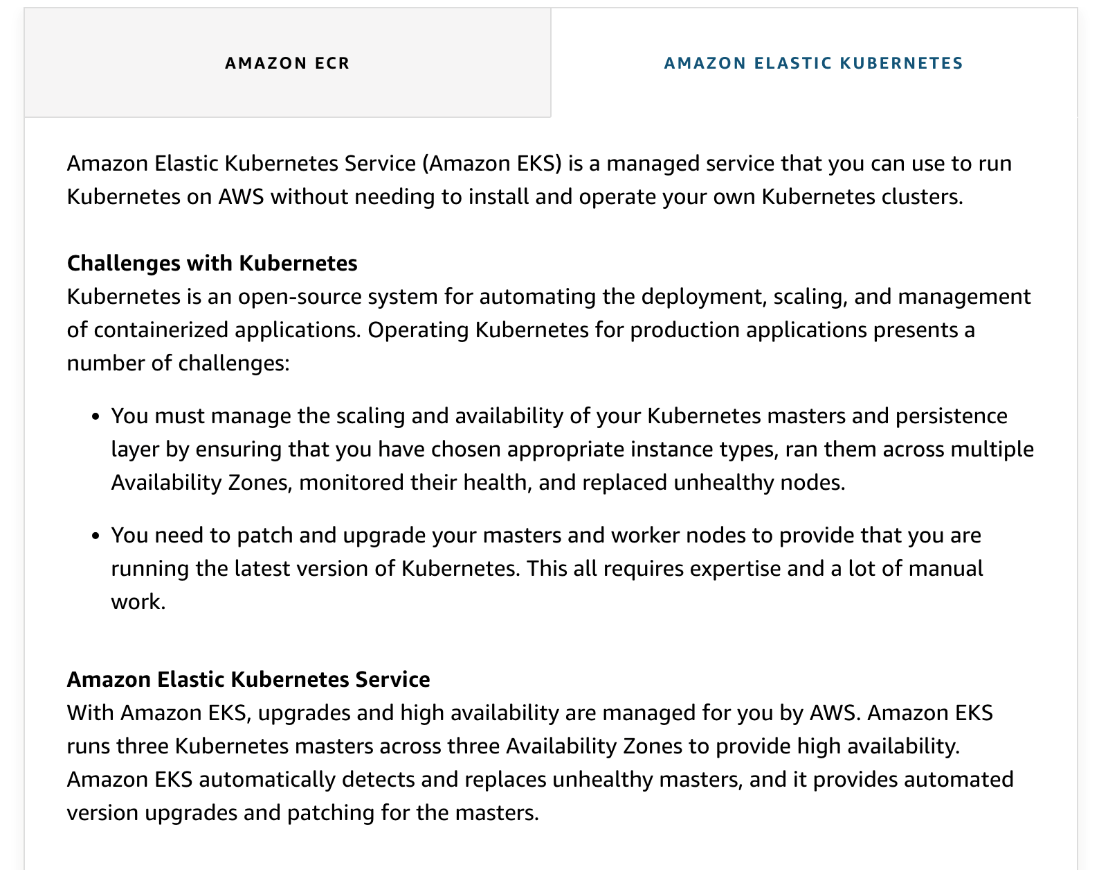 AMAZON ECR
AMAZON ELASTIC KUBERNETES
Amazon Elastic Kubernetes Service (Amazon EKS) is a managed service that you can use to run
Kubernetes on AWS without needing to install and operate your own Kubernetes clusters.
Challenges with Kubernetes
Kubernetes is an open-source system for automating the deployment, scaling, and management
of containerized applications. Operating Kubernetes for production applications presents a
number of challenges:
• You must manage the scaling and availability of your Kubernetes masters and persistence
layer by ensuring that you have chosen appropriate instance types, ran them across multiple
Availability Zones, monitored their health, and replaced unhealthy nodes.
• You need to patch and upgrade your masters and worker nodes to provide that you are
running the latest version of Kubernetes. This all requires expertise and a lot of manual
work.
Amazon Elastic Kubernetes Service
With Amazon EKS, upgrades and high availability are managed for you by AWS. Amazon EKS
runs three Kubernetes masters across three Availability Zones to provide high availability.
Amazon EKS automatically detects and replaces unhealthy masters, and it provides automated
version upgrades and patching for the masters.